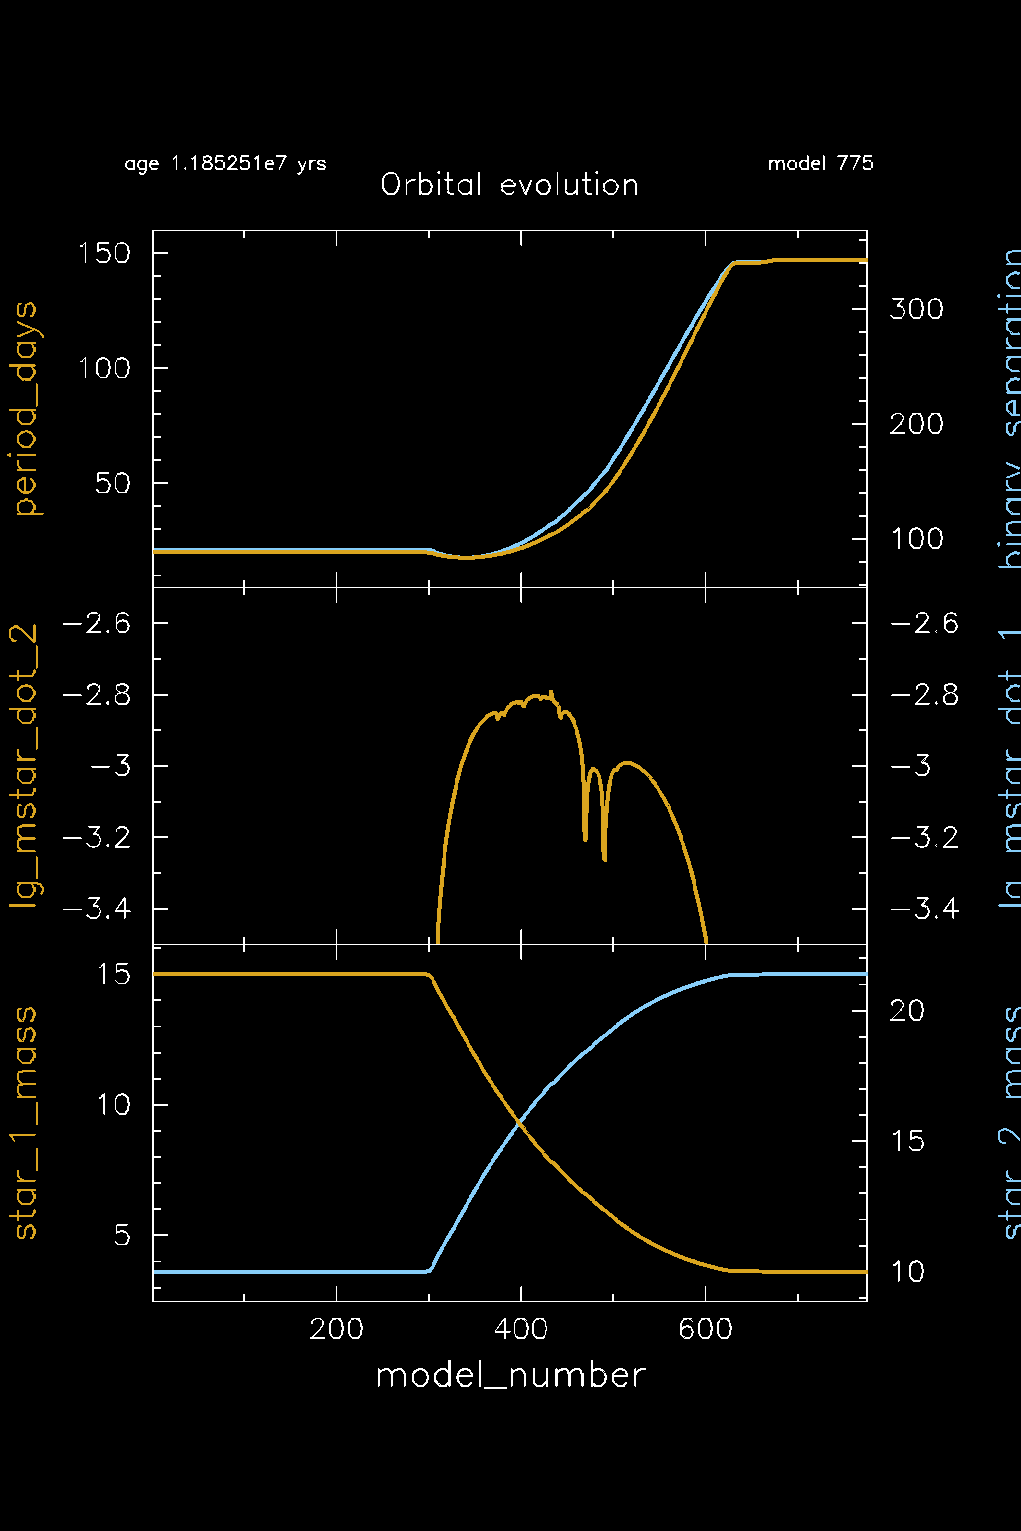 age 1.185251e7 yrs
model 775
Orbital evolution
period_days
150
100
50
300
200
100
binary separation
lg_mstar_dot_2
-2.6
-2.8
-3
-3.2
-3.4
-2.6
-2.8
-3
-3.2
-3.4
lg_mstar_dot_1
star_1_mass
15
10
5
20
15
10
star_2_mass
200 400 600
model_number